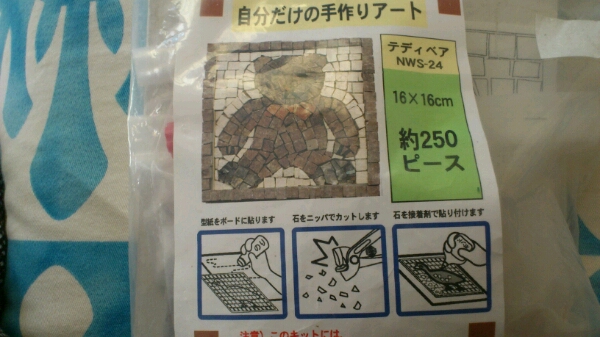 自分だけの手作りアート
テディベア
NWS-24
16×16cm
約250
ピース
型紙をボードに貼ります
石をニッパでカットします
石を接着剤で貼り付けます
のり
注意）このキットには、